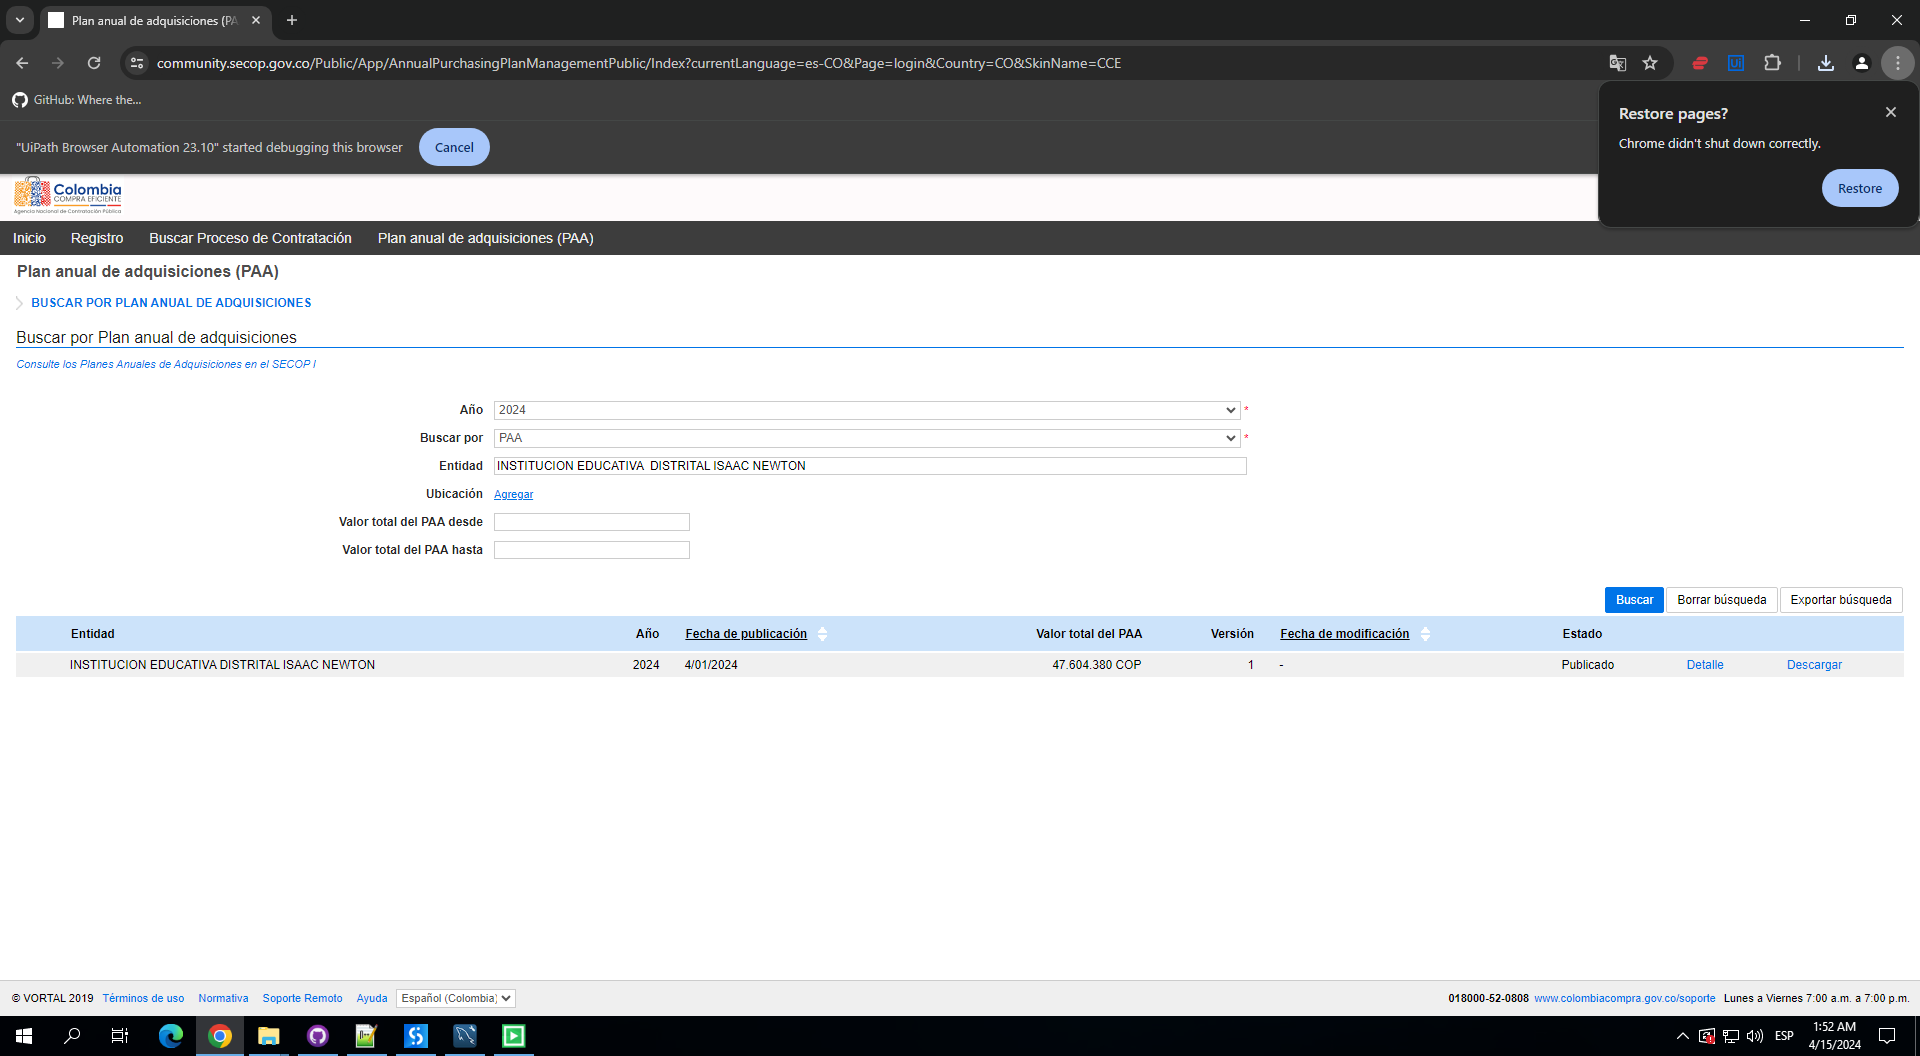 Plan anual de adquisiciones (PA
community.secop.gov.co/Public/App/AnnualPurchasingPlanManagementPublic/Index?currentLanguage=es-CO&Page=login&Country=CO&SkinName=CCE
GitHub: Where the...
"UiPath Browser Automation 23.10" started debugging this browser
Cancel
Restore pages?
Chrome didn't shut down correctly.
Restore
Colombia
COMPRA EFICIENTE
Agencia Nacional de Contratación Pública
Inicio Registro Buscar Proceso de Contratación Plan anual de adquisiciones (PAA)
Plan anual de adquisiciones (PAA)
BUSCAR POR PLAN ANUAL DE ADQUISICIONES
Buscar por Plan anual de adquisiciones
Consulte los Planes Anuales de Adquisiciones en el SECOP I
Año 2024 *
Buscar por PAA *
Entidad INSTITUCION EDUCATIVA  DISTRITAL ISAAC NEWTON
Ubicación Agregar
Valor total del PAA desde
Valor total del PAA hasta
Buscar Borrar búsqueda Exportar búsqueda
Entidad Año Fecha de publicación Valor total del PAA Versión Fecha de modificación Estado
INSTITUCION EDUCATIVA DISTRITAL ISAAC NEWTON 2024 4/01/2024 47.604.380 COP 1 - Publicado Detalle Descargar
© VORTAL 2019 Términos de uso Normativa Soporte Remoto Ayuda Español (Colombia) 018000-52-0808 www.colombiacompra.gov.co/soporte Lunes a Viernes 7:00 a.m. a 7:00 p.m.
ESP
1:52 AM
4/15/2024